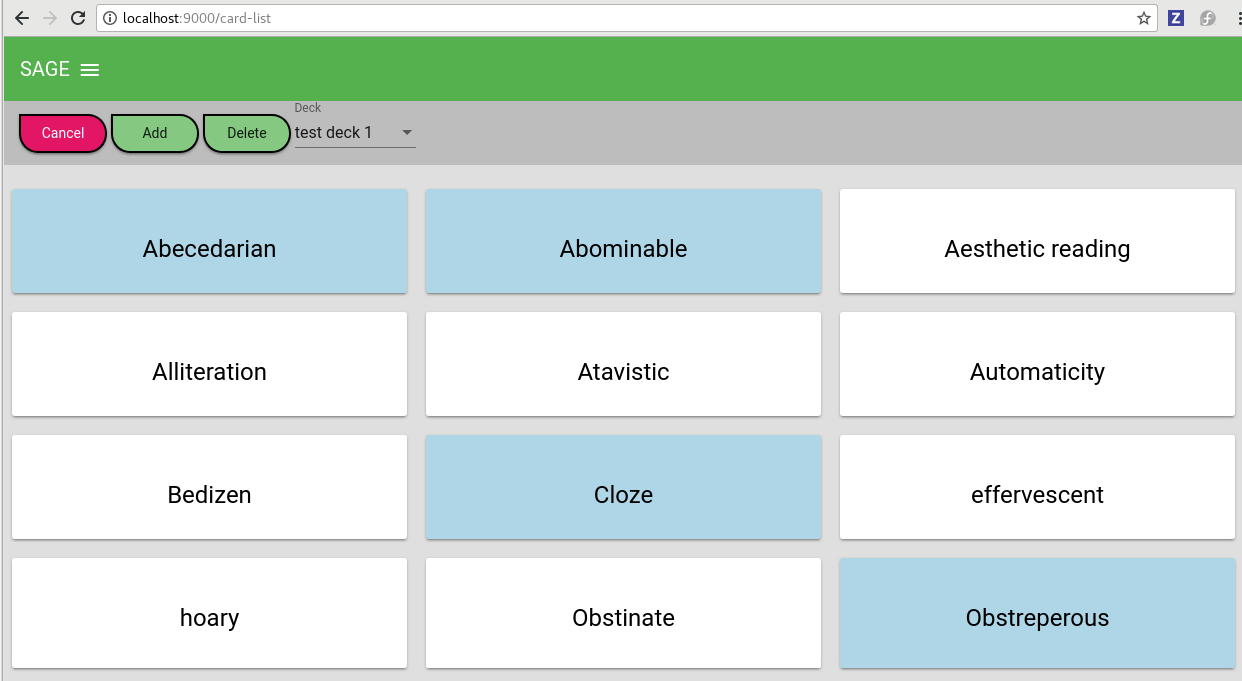 localhost:9000/card-list
Z
SAGE
Deck
Cancel Add Delete test deck 1
Abecedarian Abominable Aesthetic reading
Alliteration Atavistic Automaticity
Bedizen Cloze effervescent
hoary Obstinate Obstreperous